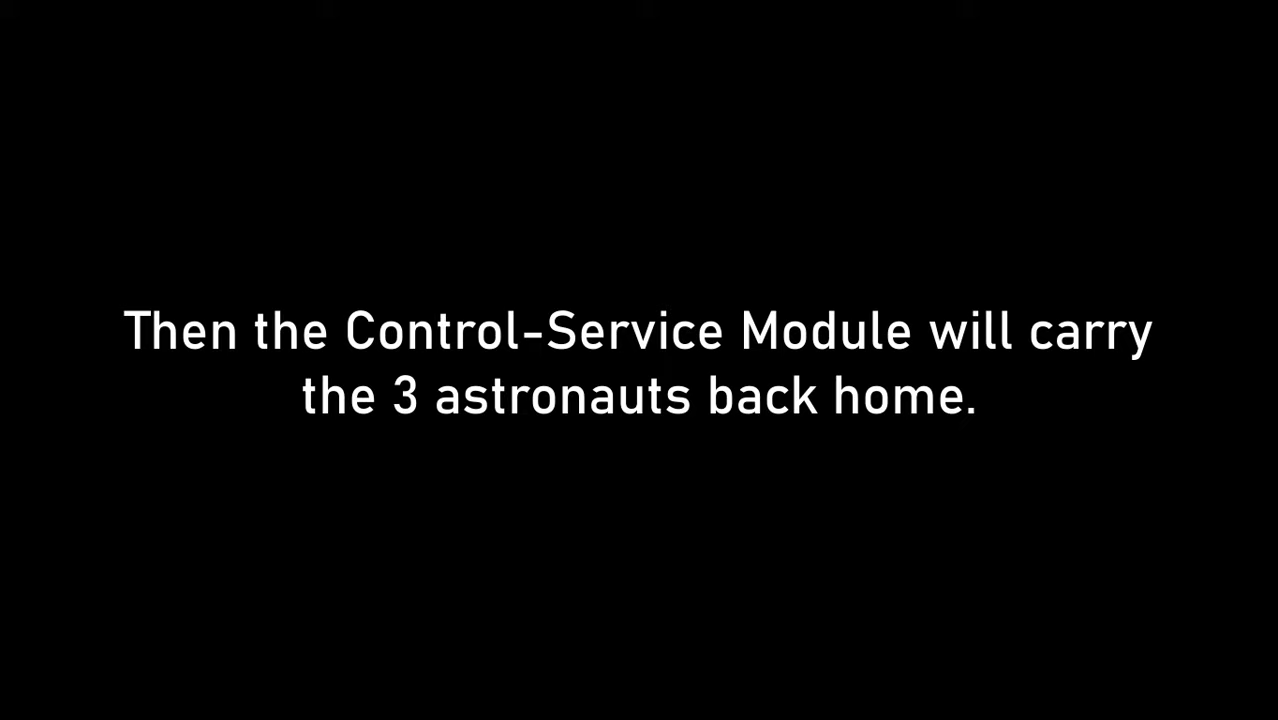 Then the Control-Service Module will carry
the 3 astronauts back home.